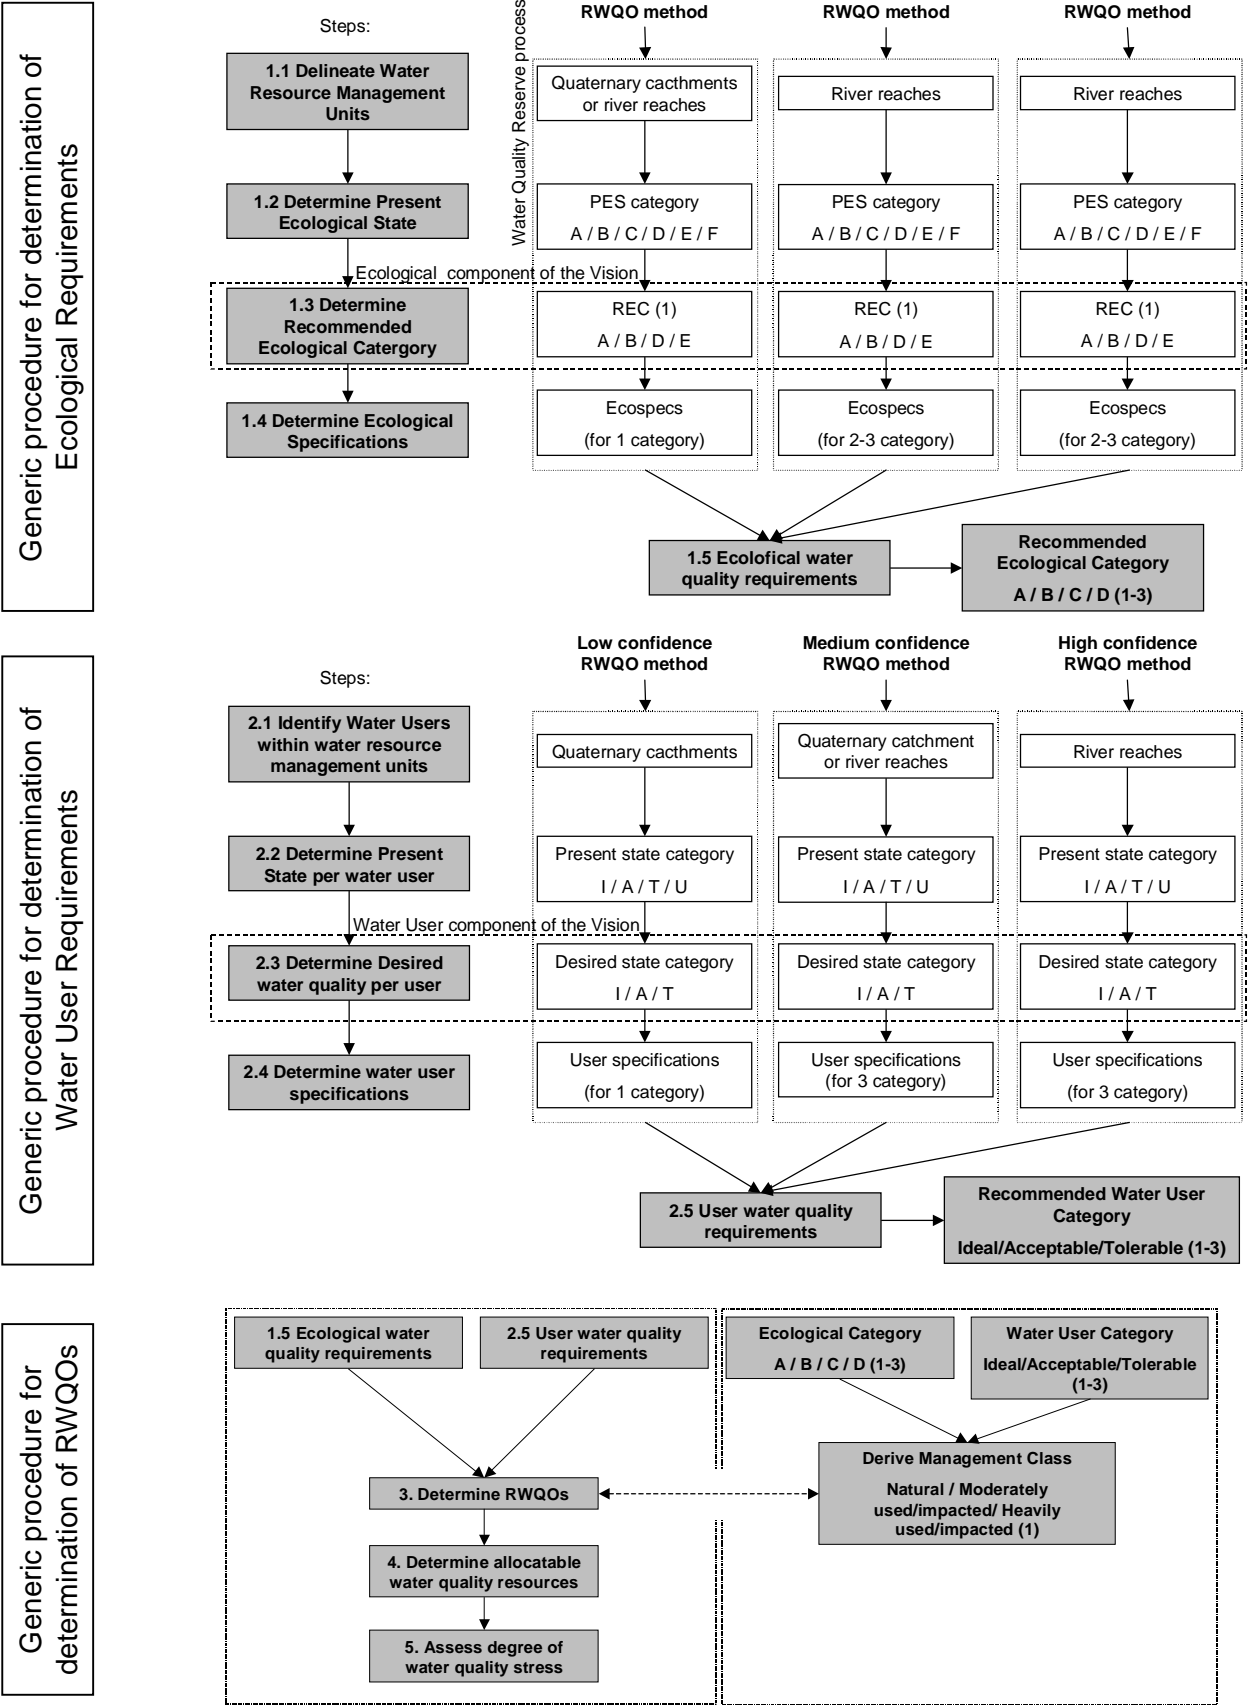 Generic procedure for determination of
Ecological Requirements
Steps:
1.1 Delineate Water
Resource Management
Units
1.2 Determine Present
Ecological State
Ecological component of the Vision
1.3 Determine
Recommended
Ecological Catergory
1.4 Determine Ecological
Specifications
Water Quality Reserve process
RWQO method
Quaternary cacthments
or river reaches
PES category
A / B / C / D / E / F
REC (1)
A / B / D / E
Ecospecs
(for 1 category)
RWQO method
River reaches
PES category
A / B / C / D / E / F
REC (1)
A / B / D / E
Ecospecs
(for 2-3 category)
RWQO method
River reaches
PES category
A / B / C / D / E / F
REC (1)
A / B / D / E
Ecospecs
(for 2-3 category)
1.5 Ecolofical water
quality requirements
Recommended
Ecological Category
A / B / C / D (1-3)
Generic procedure for determination of
Water User Requirements
Steps:
2.1 Identify Water Users
within water resource
management units
2.2 Determine Present
State per water user
Water User component of the Vision
2.3 Determine Desired
water quality per user
2.4 Determine water user
specifications
Low confidence
RWQO method
Quaternary cacthments
Present state category
I / A / T / U
Desired state category
I / A / T
User specifications
(for 1 category)
Medium confidence
RWQO method
Quaternary catchment
or river reaches
Present state category
I / A / T / U
Desired state category
I / A / T
User specifications
(for 3 category)
High confidence
RWQO method
River reaches
Present state category
I / A / T / U
Desired state category
I / A / T
User specifications
(for 3 category)
2.5 User water quality
requirements
Recommended Water User
Category
Ideal/Acceptable/Tolerable (1-3)
Generic procedure for
determination of RWQOs
1.5 Ecological water
quality requirements
2.5 User water quality
requirements
Ecological Category
A / B / C / D (1-3)
Water User Category
Ideal/Acceptable/Tolerable
(1-3)
3. Determine RWQOs
Derive Management Class
Natural / Moderately
used/impacted/ Heavily
used/impacted (1)
4. Determine allocatable
water quality resources
5. Assess degree of
water quality stress